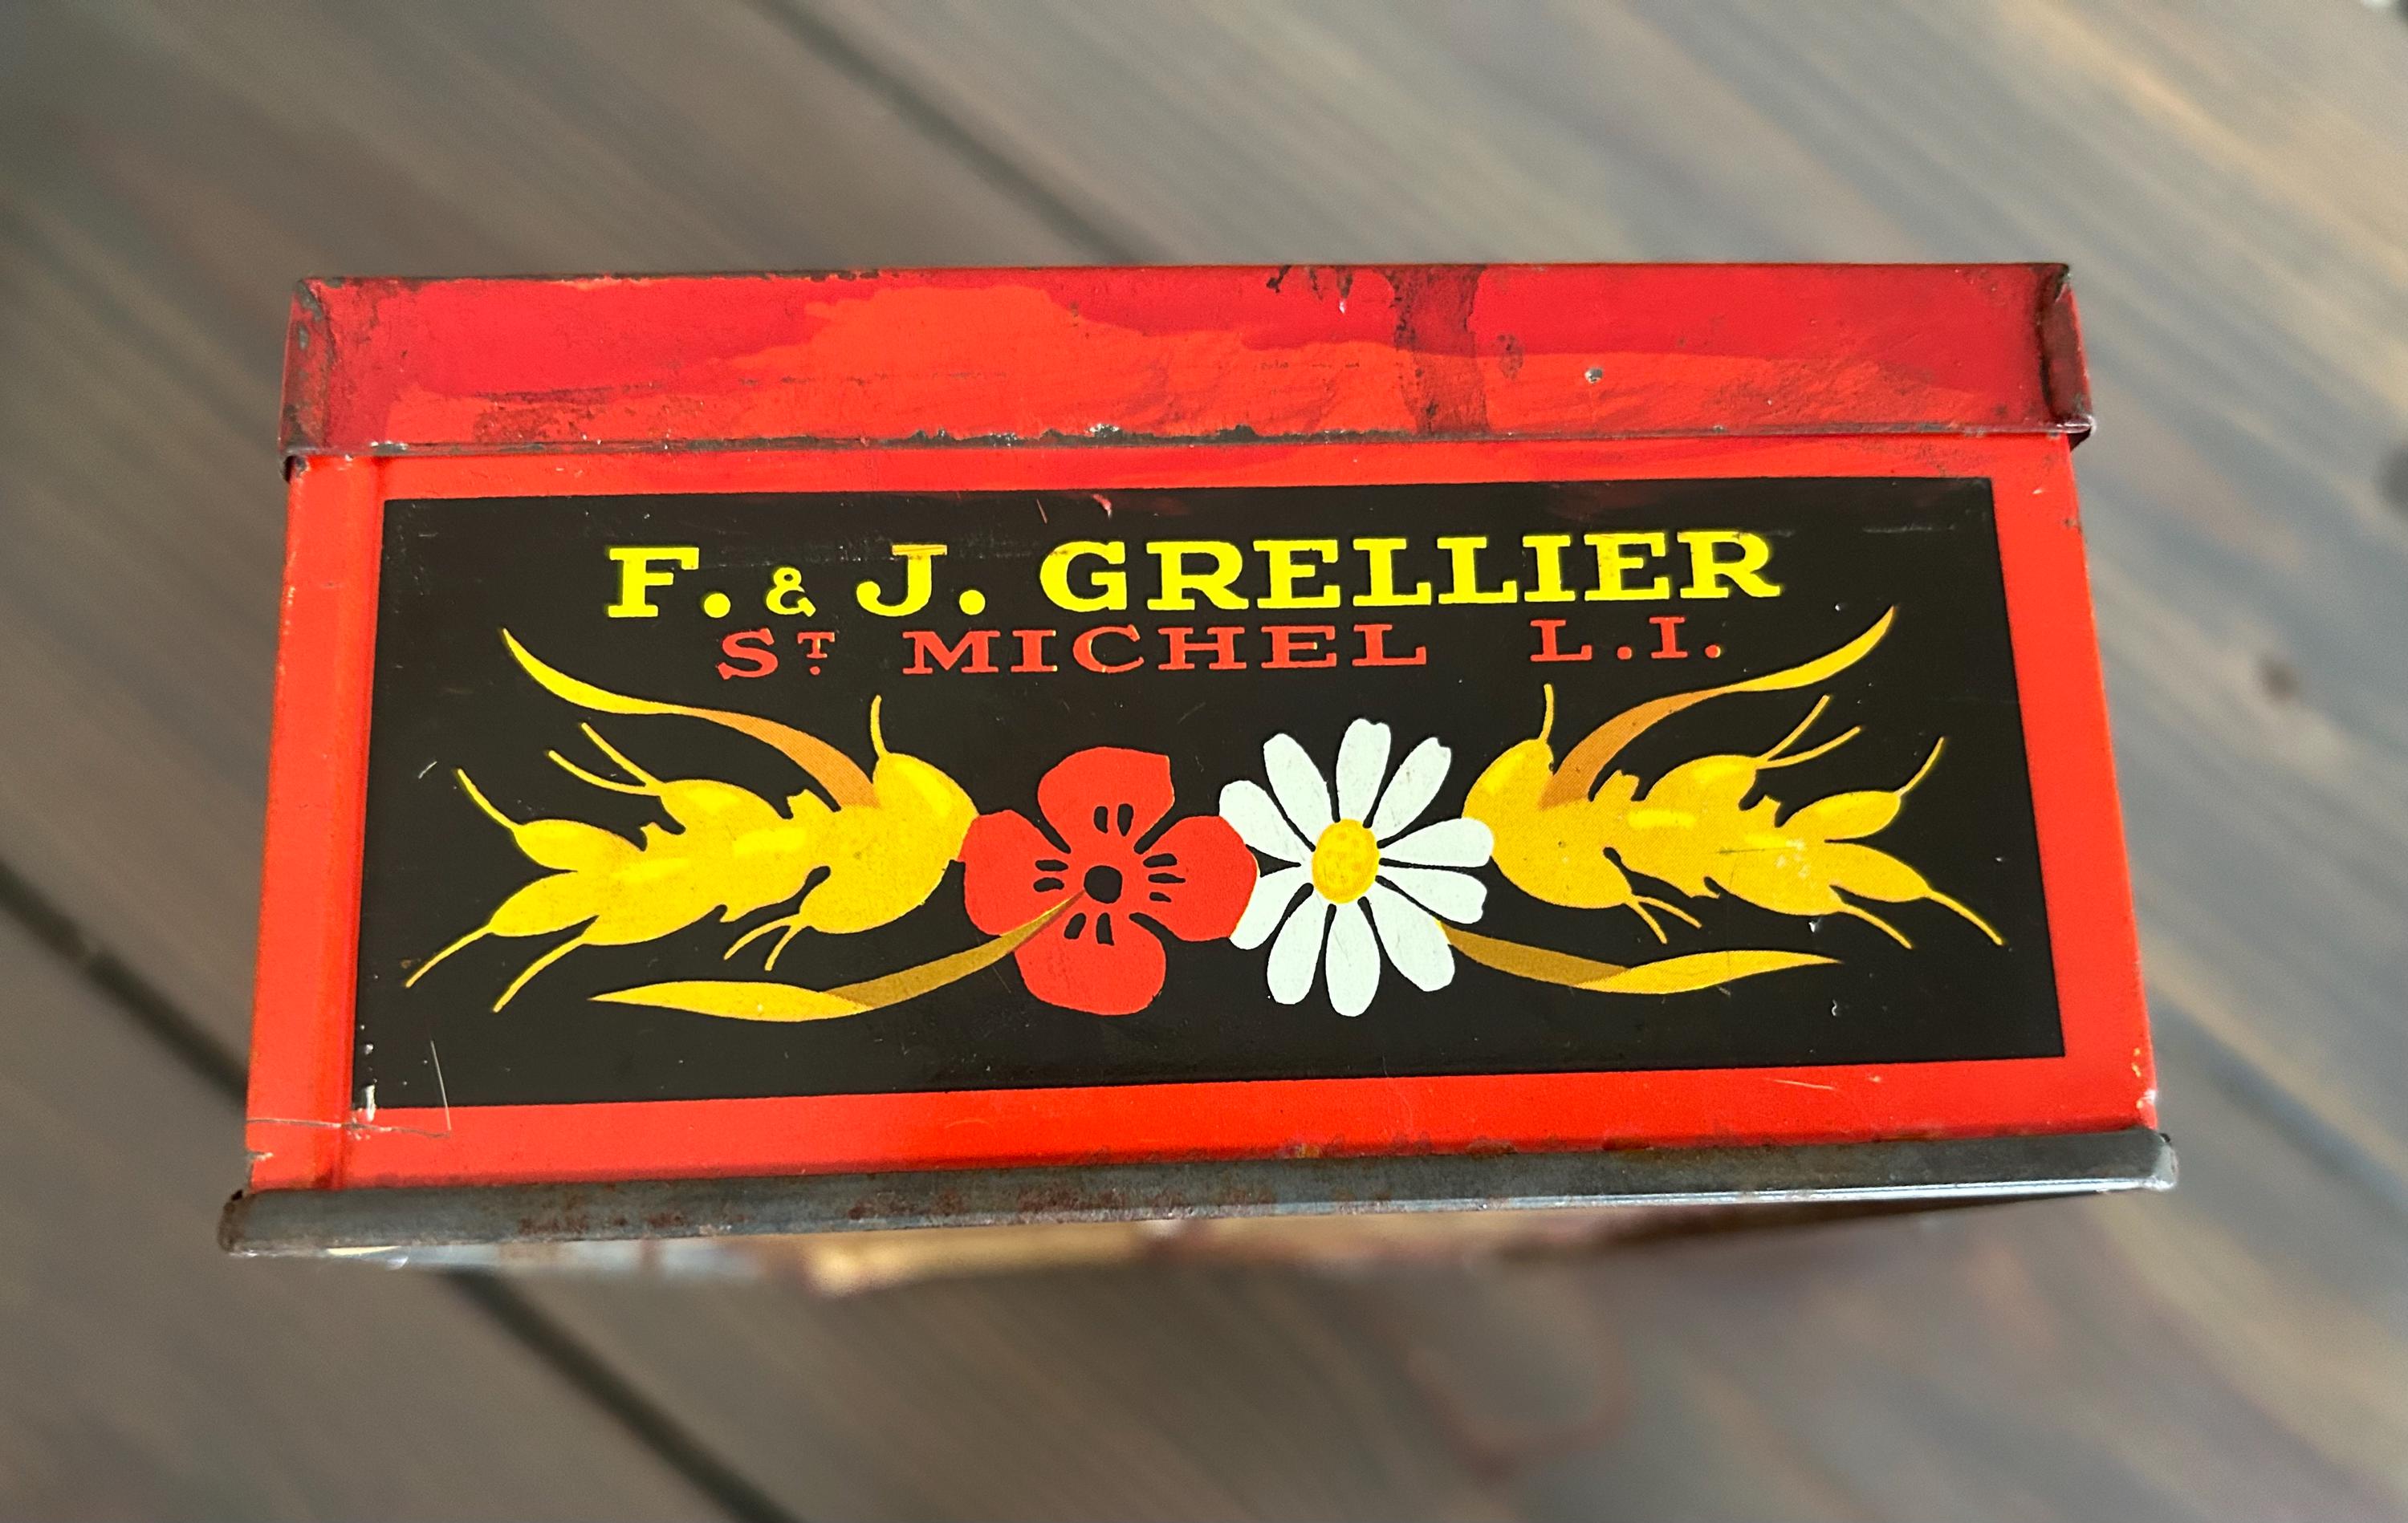 F. & J. GRELLIER
ST. MICHEL L.I.